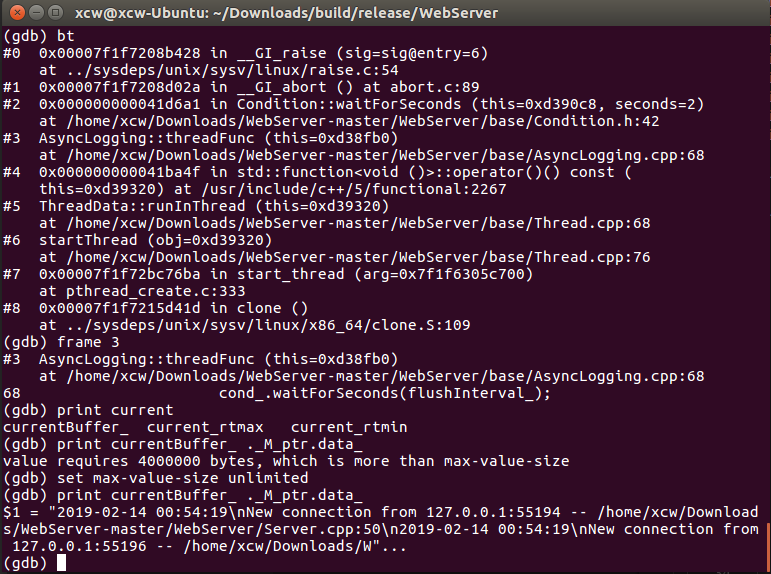 xcw@xcw-Ubuntu: ~/Downloads/build/release/WebServer
(gdb) bt
#0  0x00007f1f7208b428 in __GI_raise (sig=sig@entry=6)
    at ../sysdeps/unix/sysv/linux/raise.c:54
#1  0x00007f1f7208d02a in __GI_abort () at abort.c:89
#2  0x000000000041d6a1 in Condition::waitForSeconds (this=0xd390c8, seconds=2)
    at /home/xcw/Downloads/WebServer-master/WebServer/base/Condition.h:42
#3  AsyncLogging::threadFunc (this=0xd38fb0)
    at /home/xcw/Downloads/WebServer-master/WebServer/base/AsyncLogging.cpp:68
#4  0x000000000041ba4f in std::function<void ()>::operator()() const (
    this=0xd39320) at /usr/include/c++/5/functional:2267
#5  ThreadData::runInThread (this=0xd39320)
    at /home/xcw/Downloads/WebServer-master/WebServer/base/Thread.cpp:68
#6  startThread (obj=0xd39320)
    at /home/xcw/Downloads/WebServer-master/WebServer/base/Thread.cpp:76
#7  0x00007f1f72bc76ba in start_thread (arg=0x7f1f6305c700)
    at pthread_create.c:333
#8  0x00007f1f7215d41d in clone ()
    at ../sysdeps/unix/sysv/linux/x86_64/clone.S:109
(gdb) frame 3
#3  AsyncLogging::threadFunc (this=0xd38fb0)
    at /home/xcw/Downloads/WebServer-master/WebServer/base/AsyncLogging.cpp:68
68                      cond_.waitForSeconds(flushInterval_);
(gdb) print current
currentBuffer_  current_rtmax   current_rtmin
(gdb) print currentBuffer_ ._M_ptr.data_
value requires 4000000 bytes, which is more than max-value-size
(gdb) set max-value-size unlimited
(gdb) print currentBuffer_ ._M_ptr.data_
$1 = "2019-02-14 00:54:19\nNew connection from 127.0.0.1:55194 -- /home/xcw/Download
s/WebServer-master/WebServer/Server.cpp:50\n2019-02-14 00:54:19\nNew connection from
 127.0.0.1:55196 -- /home/xcw/Downloads/W"...
(gdb)